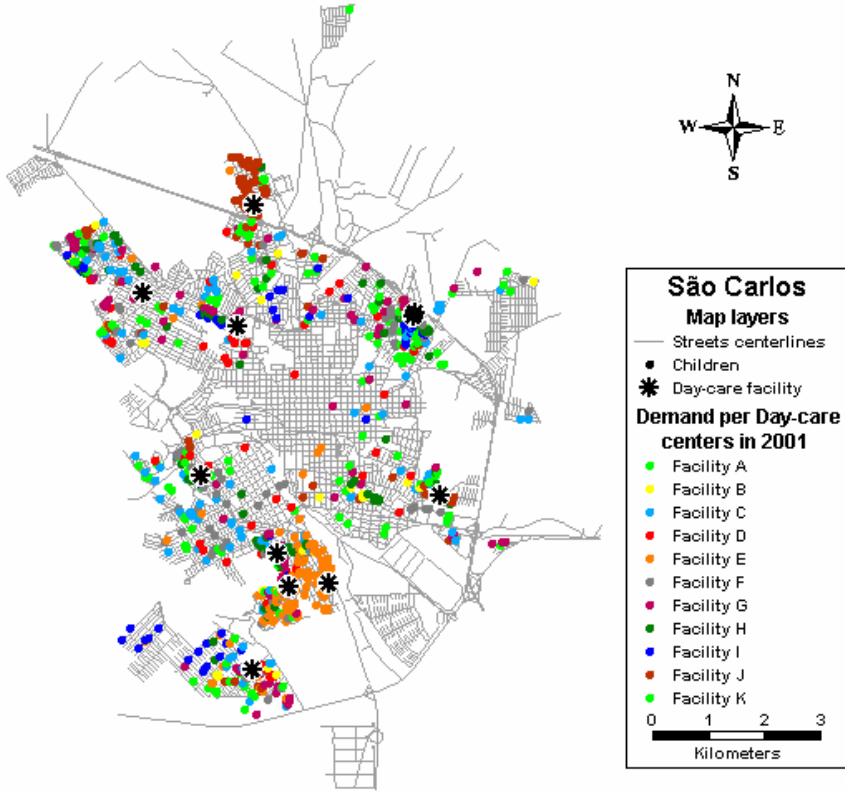 N
W E
S
São Carlos
Map layers
Streets centerlines
Children
Day-care facility
Demand per Day-care
centers in 2001
Facility A
Facility B
Facility C
Facility D
Facility E
Facility F
Facility G
Facility H
Facility I
Facility J
Facility K
0 1 2 3
Kilometers